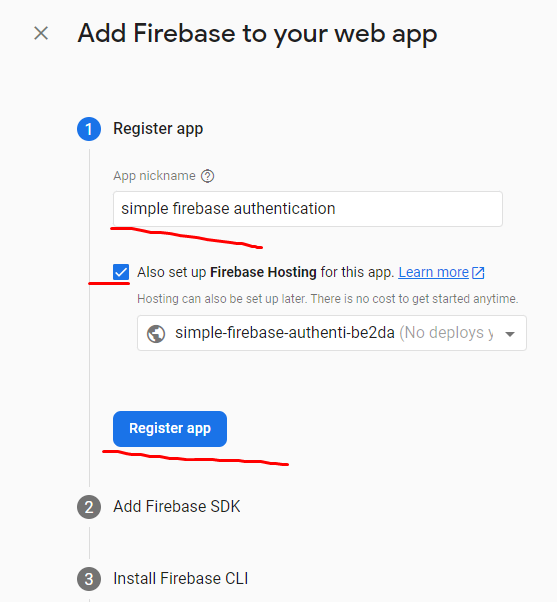 Add Firebase to your web app
1 Register app
App nickname
simple firebase authentication
Also set up Firebase Hosting for this app. Learn more
Hosting can also be set up later. There is no cost to get started anytime.
simple-firebase-authenti-be2da (No deploys y
Register app
2 Add Firebase SDK
3 Install Firebase CLI